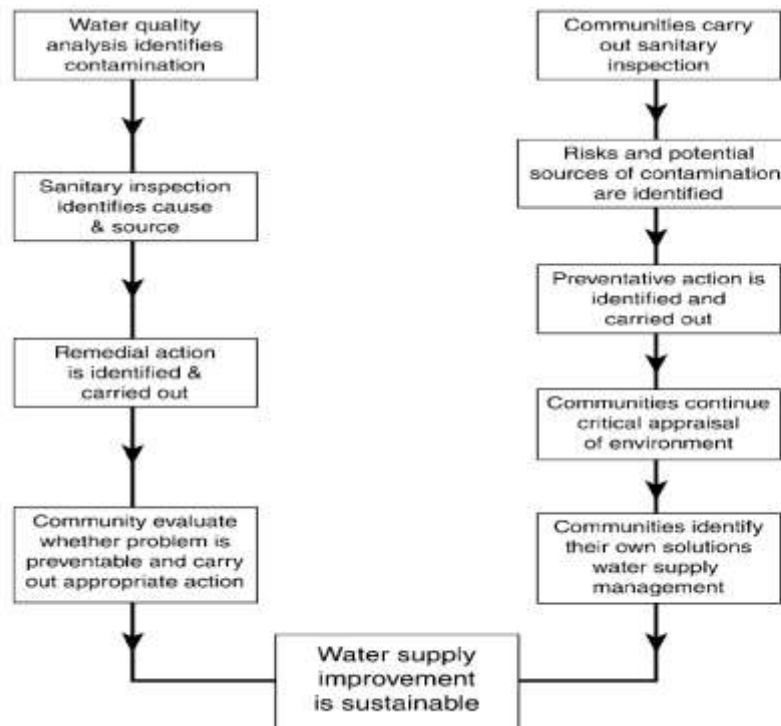 Water quality
analysis identifies
contamination
Sanitary inspection
identifies cause
& source
Remedial action
is identified &
carried out
Community evaluate
whether problem is
preventable and carry
out appropriate action
Communities carry
out sanitary
inspection
Risks and potential
sources of contamination
are identified
Preventative action is
identified and
carried out
Communities continue
critical appraisal
of environment
Communities identify
their own solutions
water supply
management
Water supply
improvement
is sustainable